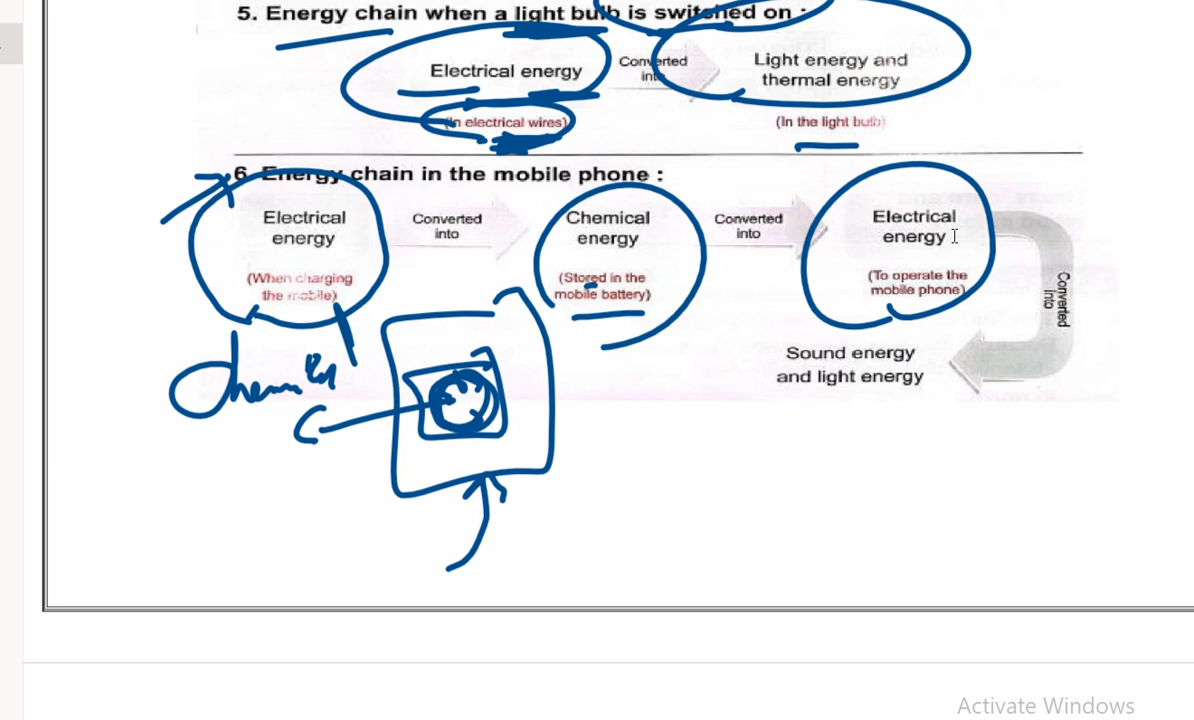 5. Energy chain when a light bulb is switched on :
Electrical energy
Converted
into
Light energy and
thermal energy
(In electrical wires)
(In the light bulb)
6. Energy chain in the mobile phone :
Electrical
energy
(When charging
the mobile)
Converted
into
Chemical
energy
(Stored in the
mobile battery)
Converted
into
Electrical
energy
(To operate the
mobile phone)
Converted
into
Sound energy
and light energy
Activate Windows